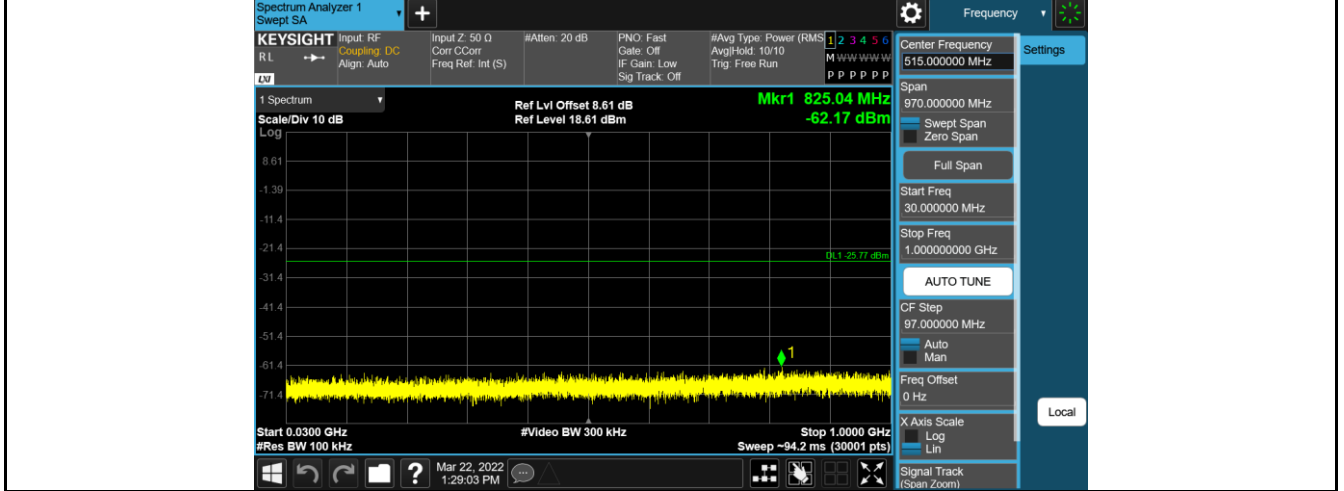 Spectrum Analyzer 1
Swept SA
+
Frequency
KEYSIGHT
RL
LXI
Input: RF
Coupling: DC
Align: Auto
Input Z: 50 Ω
Corr CCorr
Freq Ref: Int (S)
#Atten: 20 dB
PNO: Fast
Gate: Off
IF Gain: Low
Sig Track: Off
#Avg Type: Power (RMS
Avg|Hold: 10/10
Trig: Free Run
1 2 3 4 5 6
M W W W W W
P P P P P P
Center Frequency
515.000000 MHz
Settings
1 Spectrum
Scale/Div 10 dB
Ref Lvl Offset 8.61 dB
Ref Level 18.61 dBm
Mkr1 825.04 MHz
-62.17 dBm
Log
8.61
-1.39
-11.4
-21.4
-31.4
-41.4
-51.4
-61.4
-71.4
DL1 -25.77 dBm
1
Start 0.0300 GHz
#Res BW 100 kHz
#Video BW 300 kHz
Stop 1.0000 GHz
Sweep ~94.2 ms (30001 pts)
Span
970.000000 MHz
Swept Span
Zero Span
Full Span
Start Freq
30.000000 MHz
Stop Freq
1.000000000 GHz
AUTO TUNE
CF Step
97.000000 MHz
Auto
Man
Freq Offset
0 Hz
X Axis Scale
Log
Lin
Signal Track
(Span Zoom)
Local
?
Mar 22, 2022
1:29:03 PM